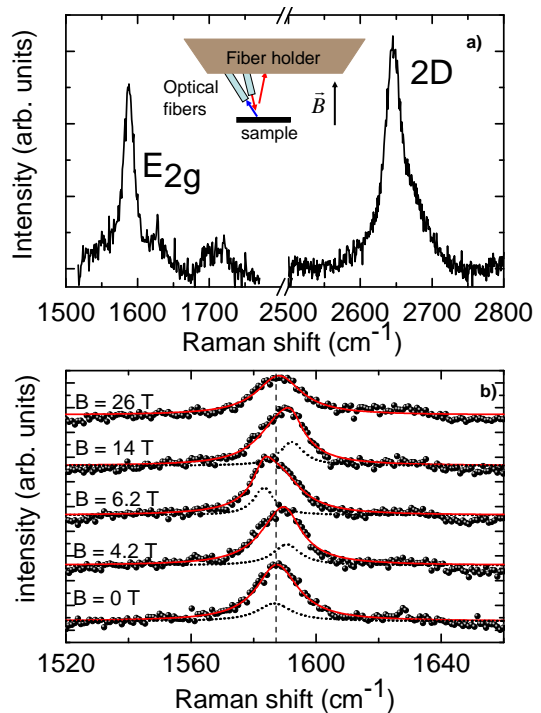 a)
Fiber holder
Optical
fibers
sample
B
E2g
2D
Intensity (arb. units)
1500 1600 1700 2500 2600 2700 2800
Raman shift (cm-1)
b)
B = 26 T
B = 14 T
B = 6.2 T
B = 4.2 T
B = 0 T
intensity (arb. units)
1520 1560 1600 1640
Raman shift (cm-1)